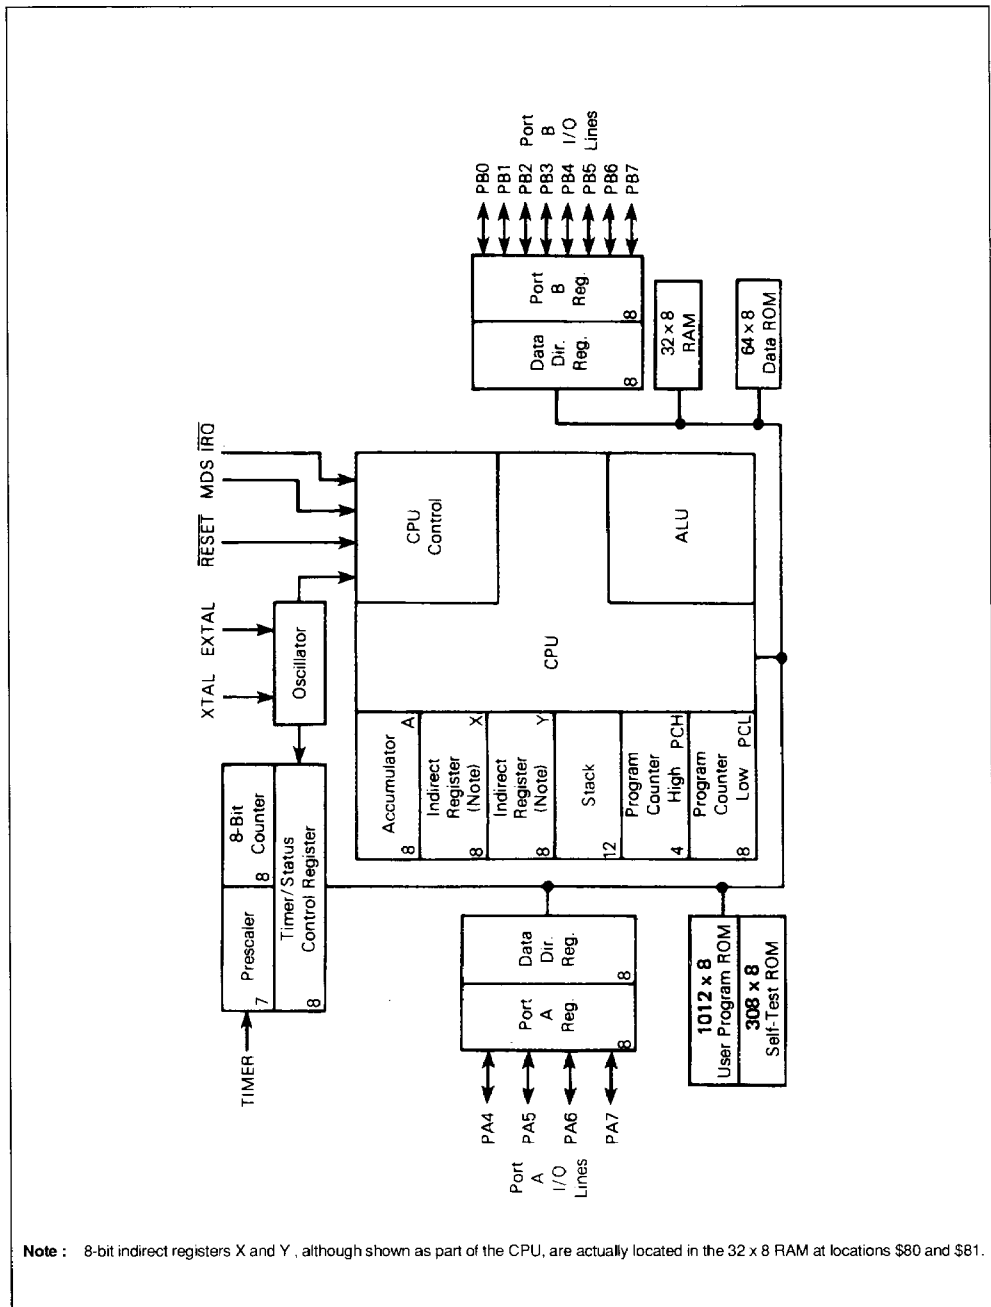 TIMER
7 Prescaler
8-Bit
Counter
8
Timer/Status
Control Register
8
XTAL
EXTAL
RESET
MDS
IRQ
Oscillator
Accumulator
8
A
Indirect
Register
(Note)
8
X
Indirect
Register
(Note)
8
Y
Stack
12
Program
Counter
High PCH
4
Program
Counter
Low PCL
8
CPU
CPU
Control
ALU
PA4
PA5
PA6
PA7
Port
A
I/O
Lines
Port
A
Reg.
8
Data
Dir.
Reg.
8
1012 x 8
User Program ROM
308 x 8
Self-Test ROM
Data
Dir.
Reg.
8
Port
B
Reg.
8
PB0
PB1
PB2
PB3
PB4
PB5
PB6
PB7
Port
B
I/O
Lines
32 x 8
RAM
64 x 8
Data ROM
Note : 8-bit indirect registers X and Y , although shown as part of the CPU, are actually located in the 32 x 8 RAM at locations $80 and $81.